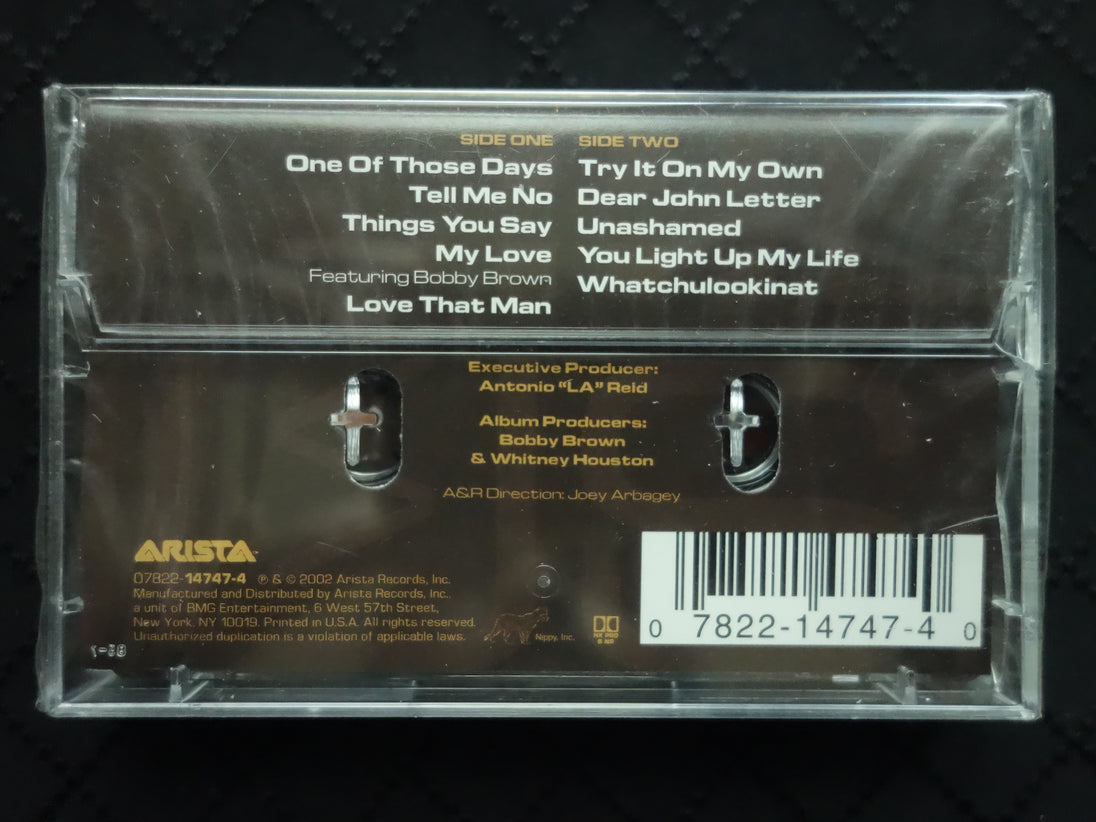 SIDE ONE
One Of Those Days
Tell Me No
Things You Say
My Love
Featuring Bobby Brown
Love That Man
SIDE TWO
Try It On My Own
Dear John Letter
Unashamed
You Light Up My Life
Whatchulookinat
Executive Producer:
Antonio “LA” Reid
Album Producers:
Bobby Brown
& Whitney Houston
A&R Direction: Joey Arbagey
ARISTA™
07822-14747-4 ℗ & © 2002 Arista Records, Inc.
Manufactured and Distributed by Arista Records, Inc.,
a unit of BMG Entertainment, 6 West 57th Street,
New York, NY 10019. Printed in U.S.A. All rights reserved.
Unauthorized duplication is a violation of applicable laws.
Nippy, Inc.
HX PRO
B NR
0 7822-14747-4 0